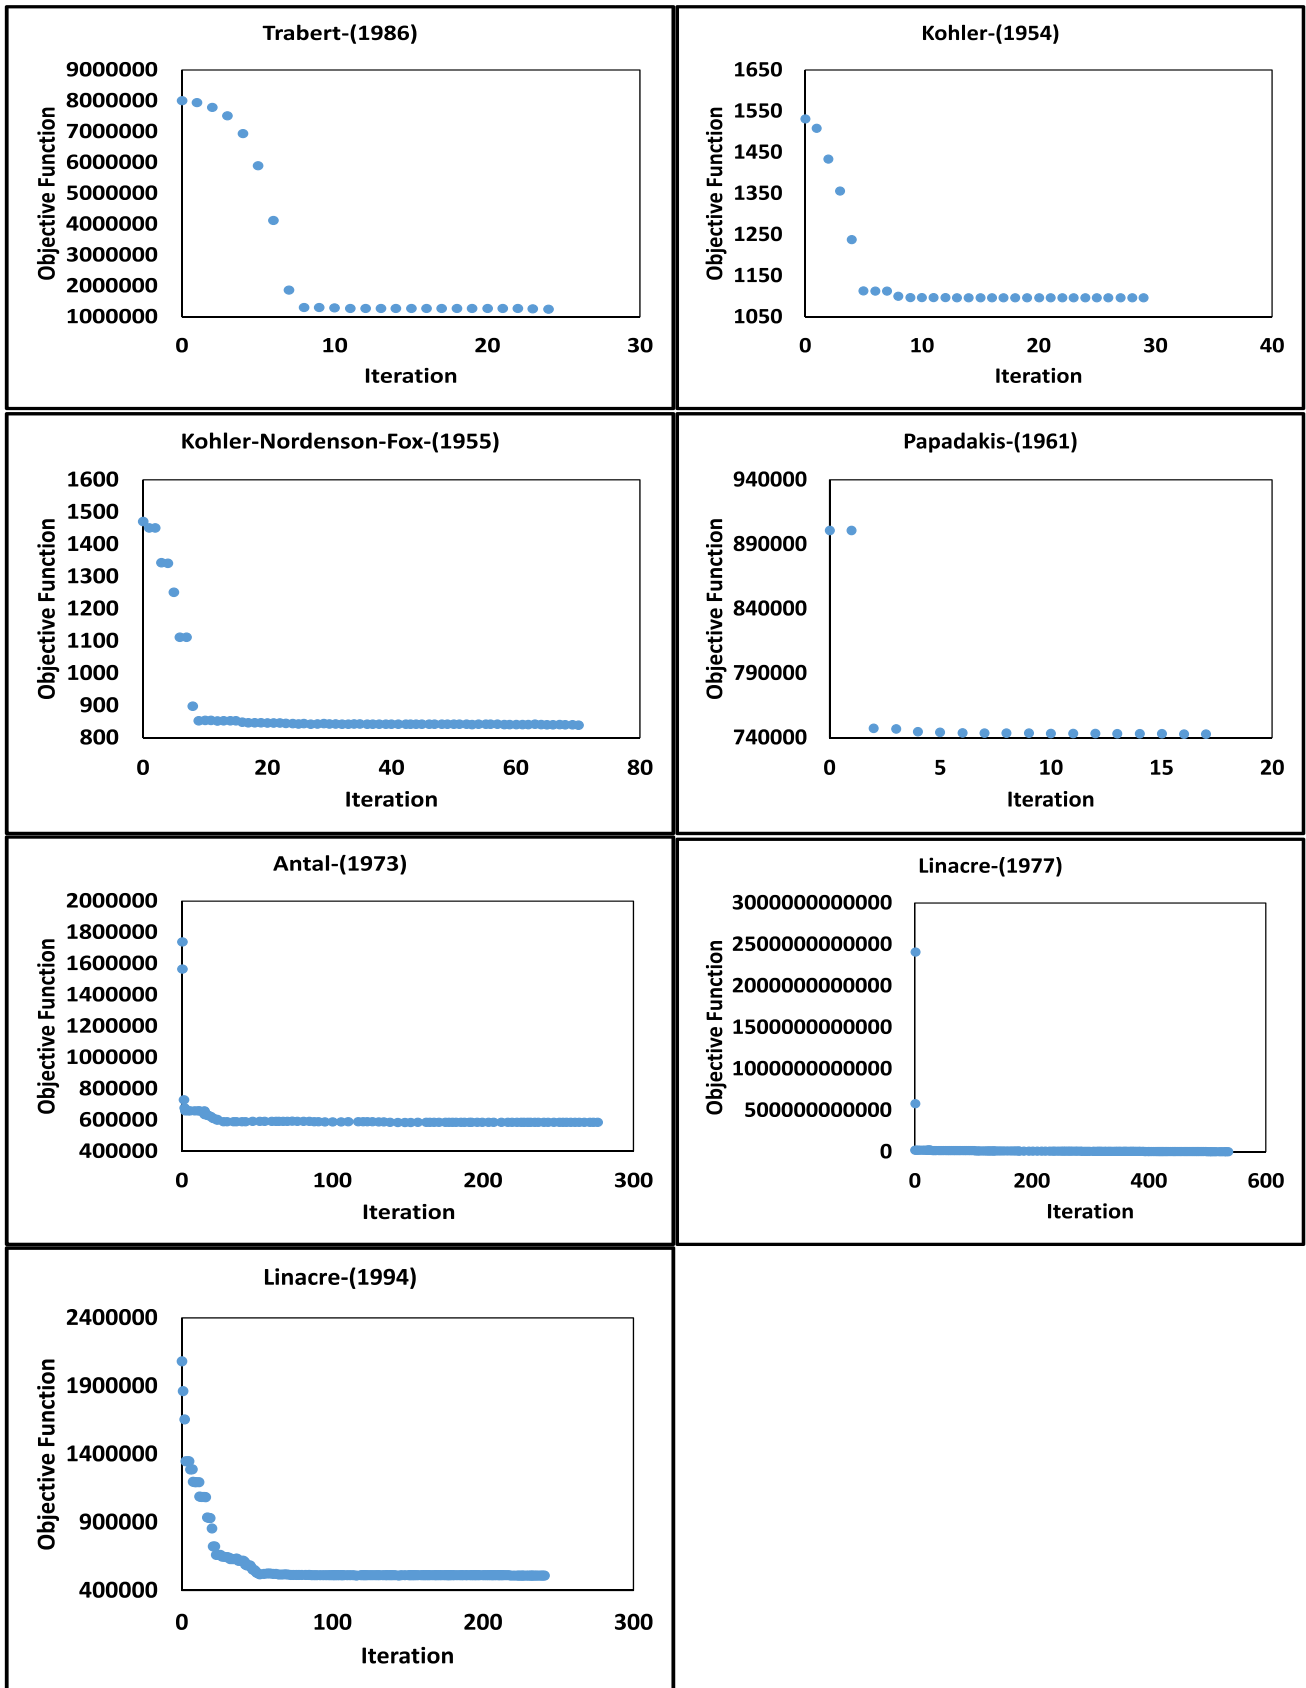 Trabert-(1986)
9000000
8000000
7000000
6000000
5000000
4000000
3000000
2000000
1000000
Objective Function
0 10 20 30
Iteration
Kohler-(1954)
1650
1550
1450
1350
1250
1150
1050
Objective Function
0 10 20 30 40
Iteration
Kohler-Nordenson-Fox-(1955)
1600
1500
1400
1300
1200
1100
1000
900
800
Objective Function
0 20 40 60 80
Iteration
Papadakis-(1961)
940000
890000
840000
790000
740000
Objective Function
0 5 10 15 20
Iteration
Antal-(1973)
2000000
1800000
1600000
1400000
1200000
1000000
800000
600000
400000
Objective Function
0 100 200 300
Iteration
Linacre-(1977)
3000000000000
2500000000000
2000000000000
1500000000000
1000000000000
500000000000
0
Objective Function
0 200 400 600
Iteration
Linacre-(1994)
2400000
1900000
1400000
900000
400000
Objective Function
0 100 200 300
Iteration